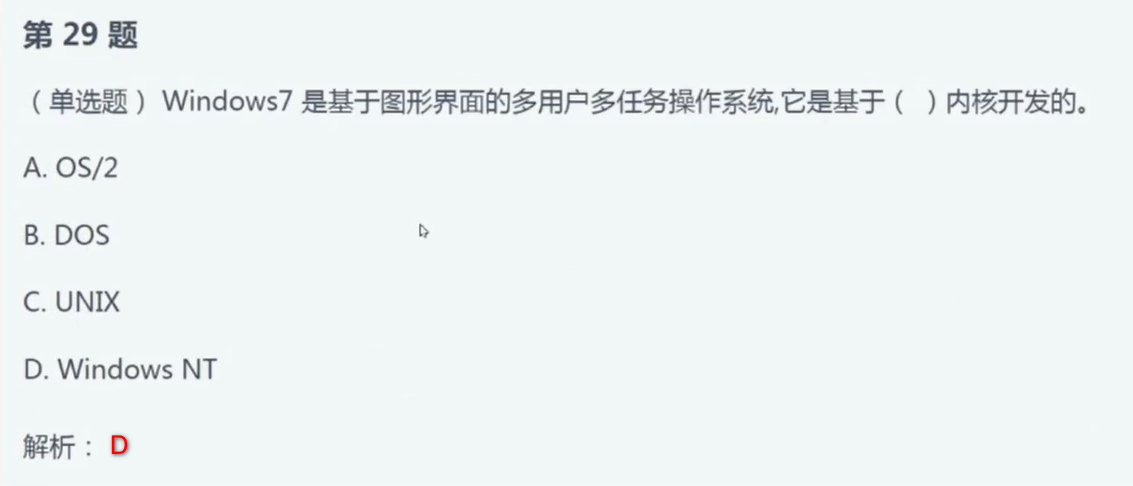 第 29 题
（单选题） Windows7 是基于图形界面的多用户多任务操作系统,它是基于（  ）内核开发的。
A. OS/2
B. DOS
C. UNIX
D. Windows NT
解析： D